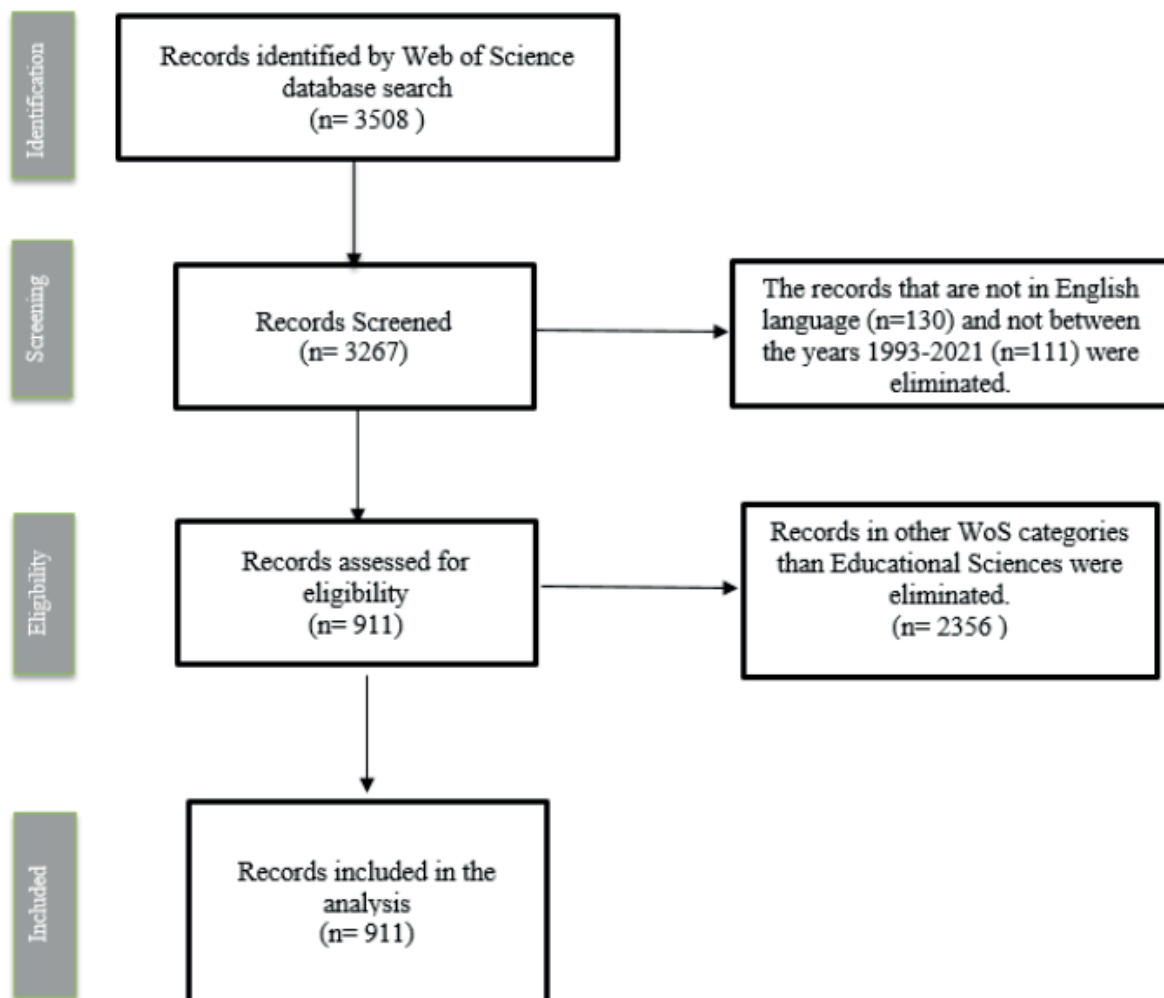 Identification
Records identified by Web of Science
database search
(n= 3508 )
Screening
Records Screened
(n= 3267)
The records that are not in English
language (n=130) and not between
the years 1993-2021 (n=111) were
eliminated.
Eligibility
Records assessed for
eligibility
(n= 911)
Records in other WoS categories
than Educational Sciences were
eliminated.
(n= 2356 )
Included
Records included in the
analysis
(n= 911)